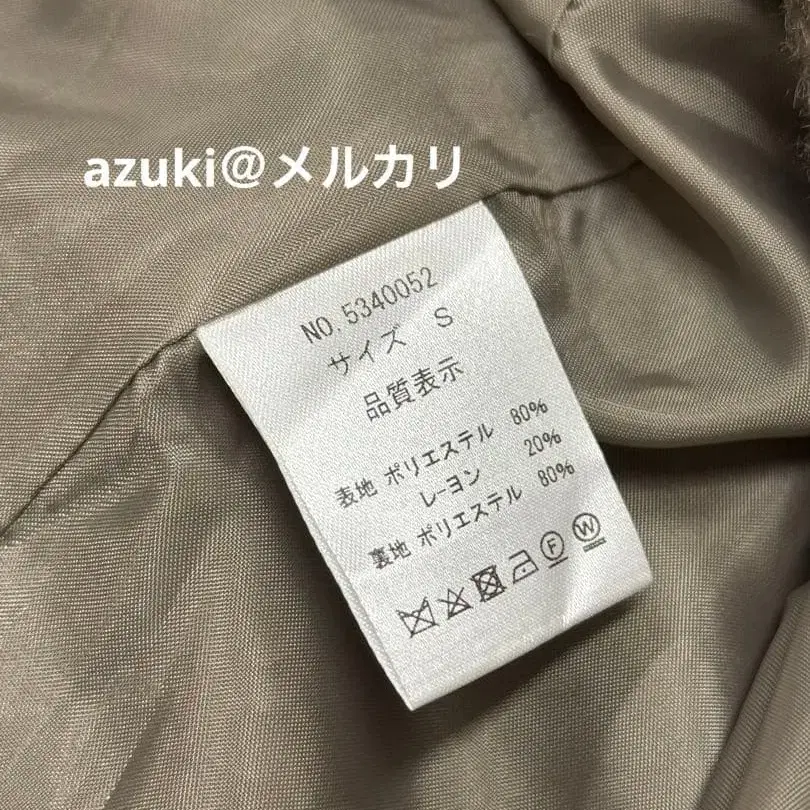 azuki@メルカリ
NO. 5340052
サイズ S
品質表示
表地 ポリエステル 80%
レーヨン 20%
裏地 ポリエステル 80%
F W